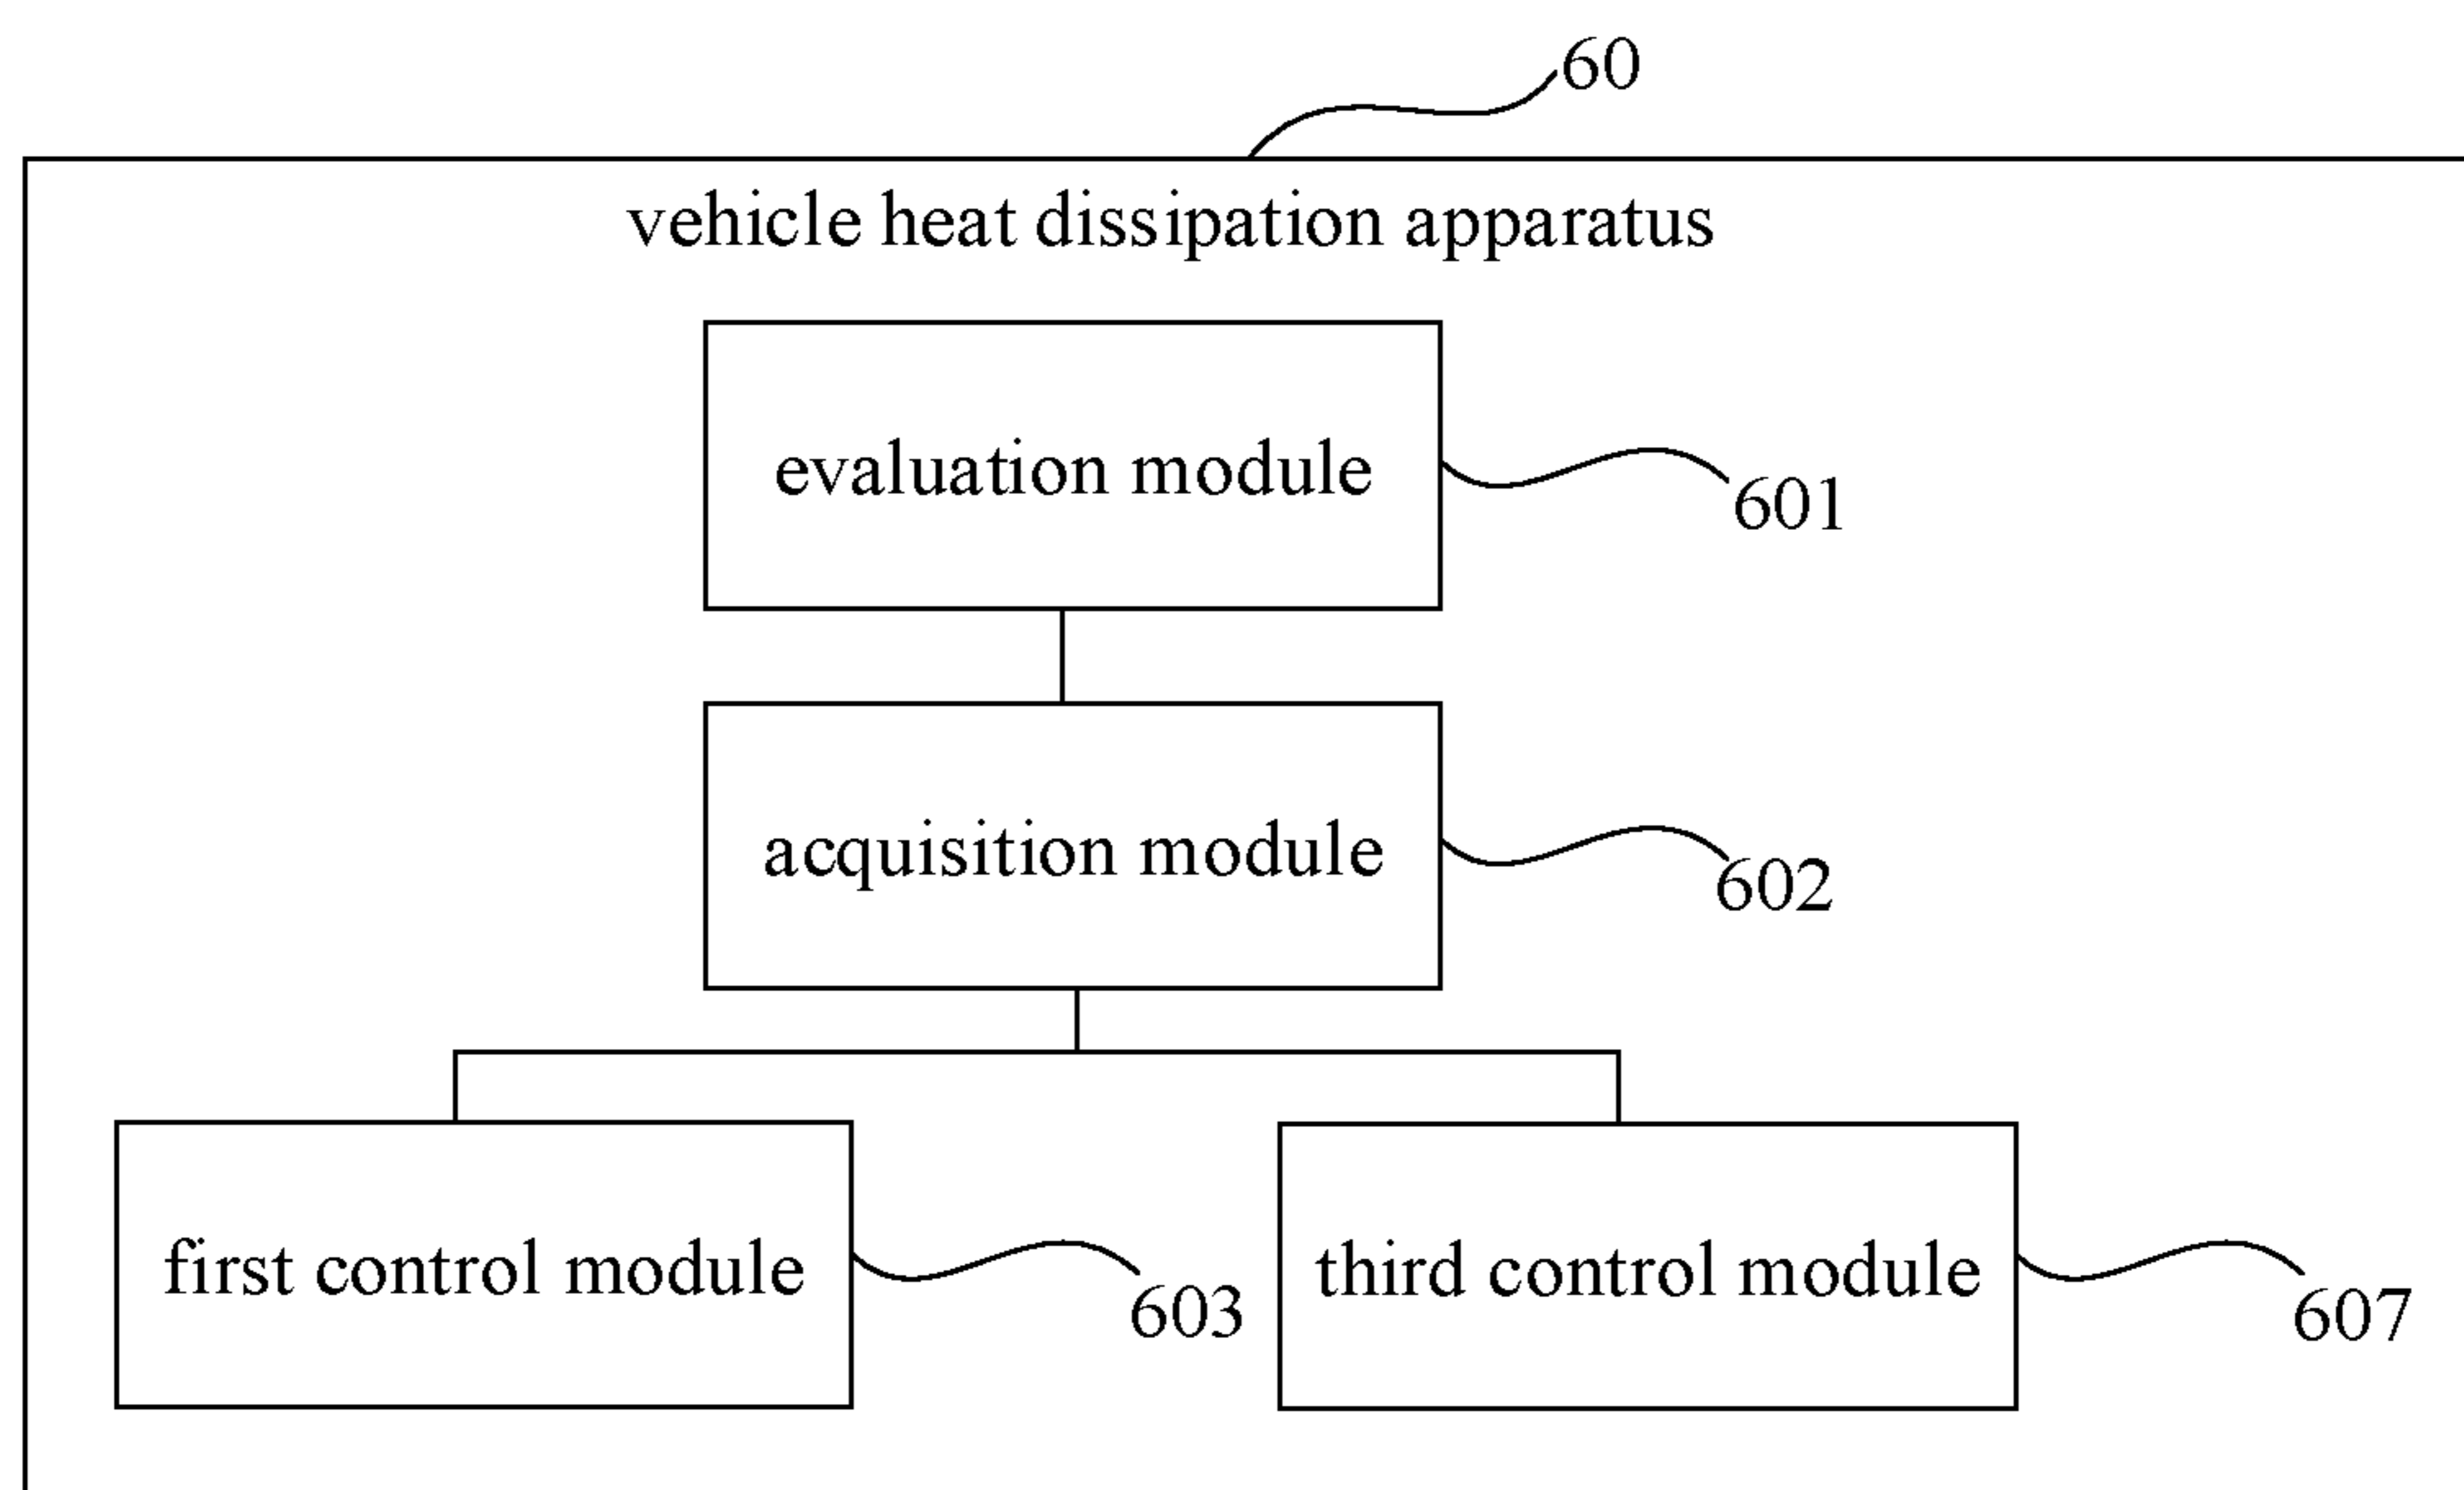 60
vehicle heat dissipation apparatus
evaluation module
601
acquisition module
602
first control module
603
third control module
607